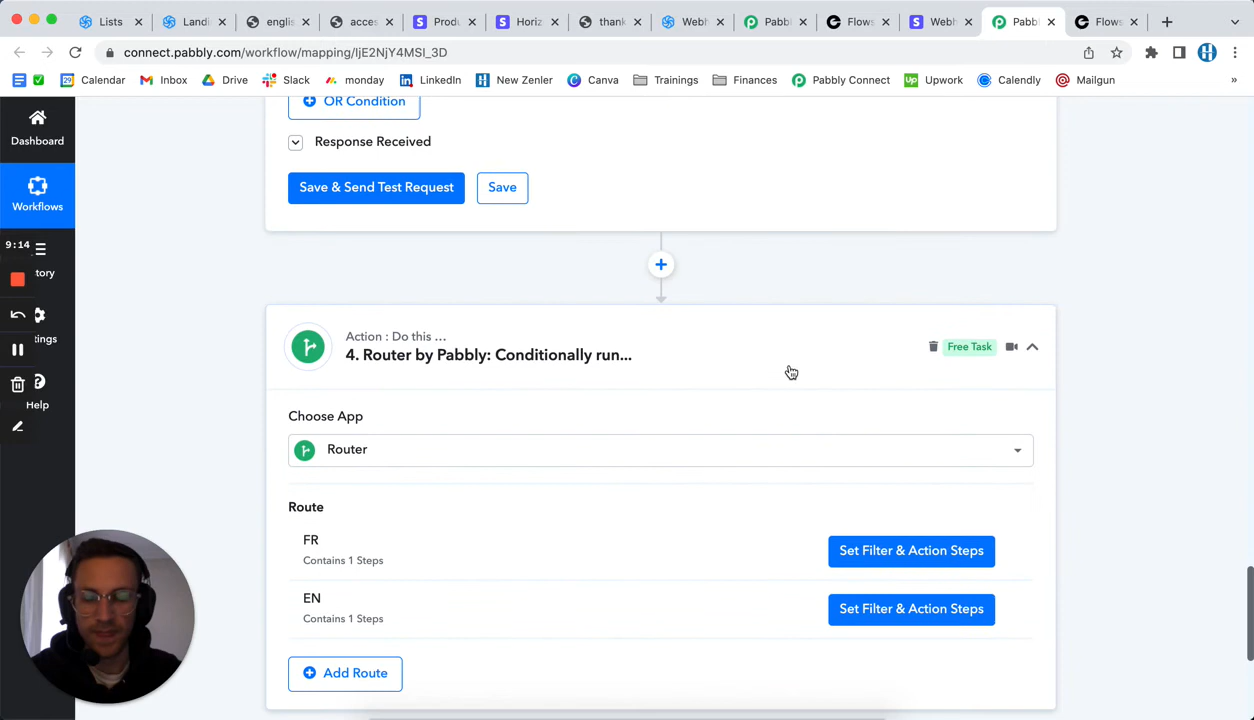 Lists
Landi
englis
acces
Produ
Horiz
thank
Webh
Pabbl
Flows
Webh
Pabbl
Flows
connect.pabbly.com/workflow/mapping/IjE2NjY4MSI_3D
Calendar
Inbox
Drive
Slack
monday
LinkedIn
New Zenler
Canva
Trainings
Finances
Pabbly Connect
Upwork
Calendly
Mailgun
»
Dashboard
Workflows
9:14
tory
ings
Help
OR Condition
Response Received
Save & Send Test Request
Save
Action : Do this ...
4. Router by Pabbly: Conditionally run...
Free Task
Choose App
Router
Route
FR
Contains 1 Steps
Set Filter & Action Steps
EN
Contains 1 Steps
Set Filter & Action Steps
Add Route